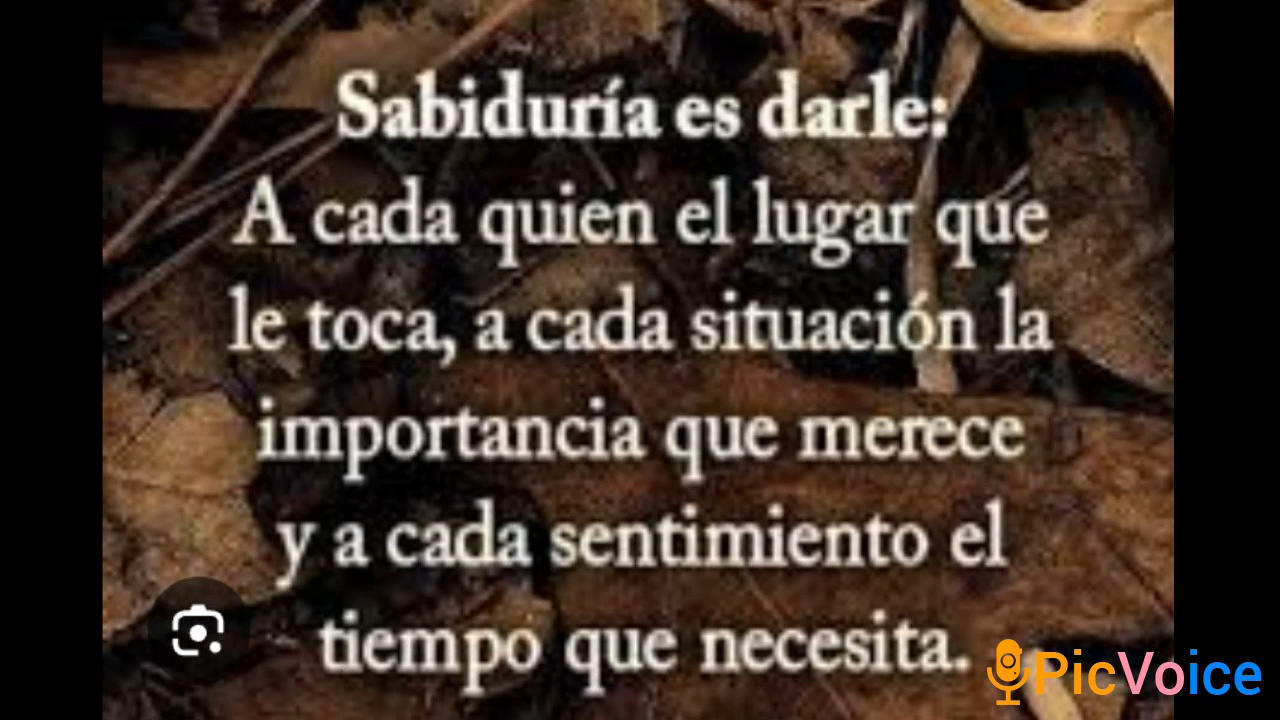 Sabiduría es darle:
A cada quien el lugar que
le toca, a cada situación la
importancia que merece
y a cada sentimiento el
tiempo que necesita.
PicVoice